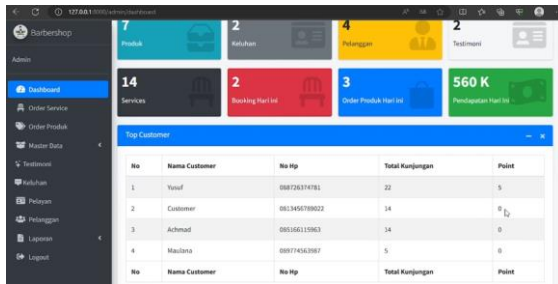 127.0.0.1:8000/admin/dashboard
Barbershop
Admin
Dashboard
Order Service
Order Produk
Master Data
Testimoni
Keluhan
Pelayan
Pelanggan
Laporan
Logout
7
Produk
2
Keluhan
4
Pelanggan
2
Testimoni
14
Services
2
Booking Hari Ini
3
Order Produk Hari Ini
560 K
Pendapatan Hari Ini
Top Customer
No Nama Customer No Hp Total Kunjungan Point
1 Yusuf 088726374781 22 5
2 Customer 0813456789022 14 0
3 Achmad 085166115963 14 0
4 Maulana 089774563987 5 0
No Nama Customer No Hp Total Kunjungan Point